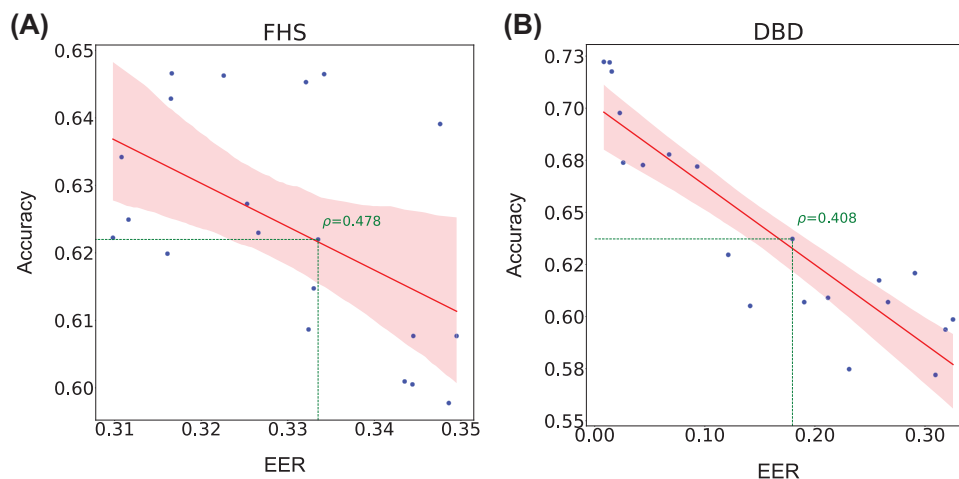 (A)
FHS
Accuracy
0.65
0.64
0.63
0.62
0.61
0.60
ρ=0.478
0.31 0.32 0.33 0.34 0.35
EER
(B)
DBD
Accuracy
0.73
0.70
0.68
0.65
0.62
0.60
0.58
0.55
ρ=0.408
0.00 0.10 0.20 0.30
EER